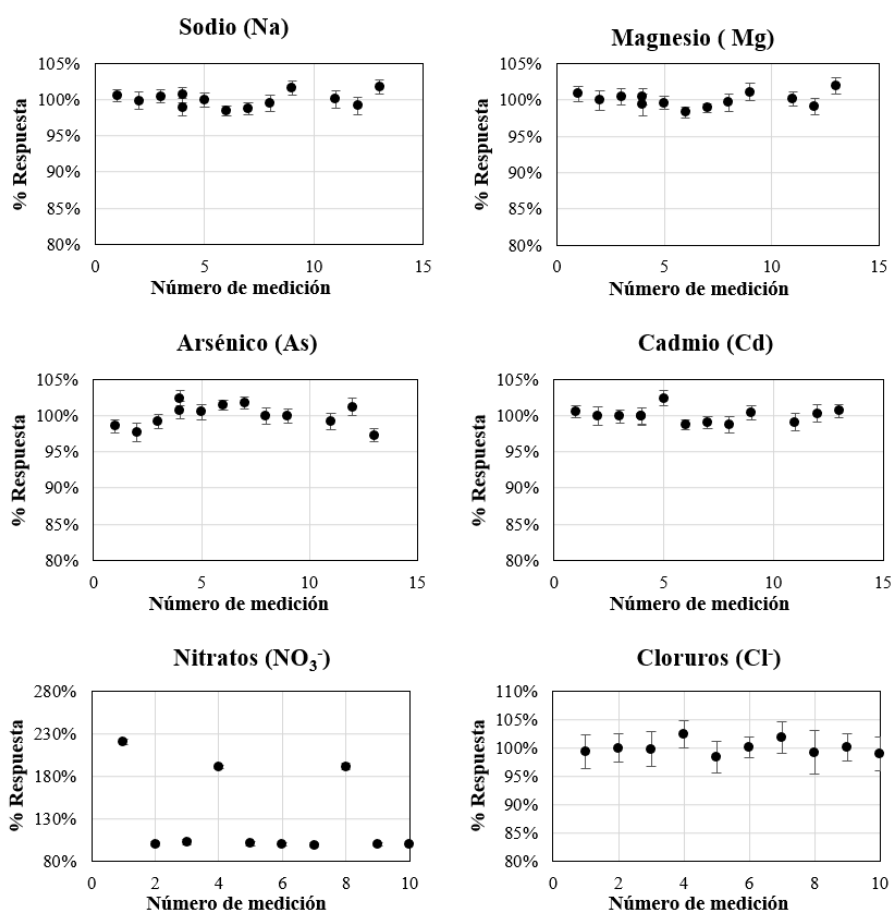 Sodio (Na)
% Respuesta
105%
100%
95%
90%
85%
80%
0 5 10 15
Número de medición
Magnesio ( Mg)
% Respuesta
105%
100%
95%
90%
85%
80%
0 5 10 15
Número de medición
Arsénico (As)
% Respuesta
105%
100%
95%
90%
85%
80%
0 5 10 15
Número de medición
Cadmio (Cd)
% Respuesta
105%
100%
95%
90%
85%
80%
0 5 10 15
Número de medición
Nitratos (NO₃⁻)
% Respuesta
280%
230%
180%
130%
80%
0 2 4 6 8 10
Número de medición
Cloruros (Cl⁻)
% Respuesta
110%
105%
100%
95%
90%
85%
80%
0 2 4 6 8 10
Número de medición